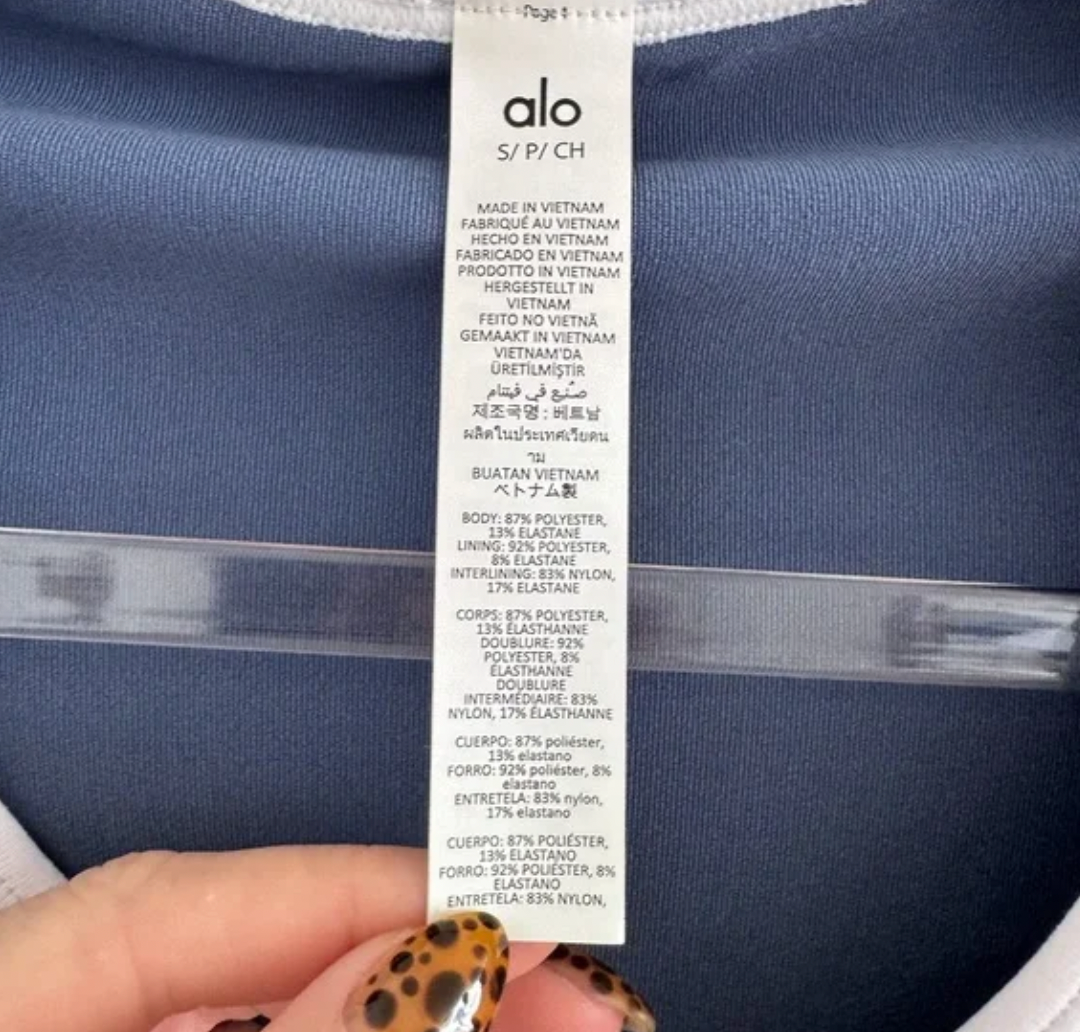 Page 1
alo
S/ P/ CH
MADE IN VIETNAM
FABRIQUÉ AU VIETNAM
HECHO EN VIETNAM
FABRICADO EN VIETNAM
PRODOTTO IN VIETNAM
HERGESTELLT IN
VIETNAM
FEITO NO VIETNÃ
GEMAAKT IN VIETNAM
VIETNAM'DA
ÜRETİLMİŞTİR
صُنع في فيتنام
제조국명 : 베트남
ผลิตในประเทศเวียดน
าม
BUATAN VIETNAM
ベトナム製
BODY: 87% POLYESTER,
13% ELASTANE
LINING: 92% POLYESTER,
8% ELASTANE
INTERLINING: 83% NYLON,
17% ELASTANE
CORPS: 87% POLYESTER,
13% ÉLASTHANNE
DOUBLURE: 92%
POLYESTER, 8%
ÉLASTHANNE
DOUBLURE
INTERMÉDIAIRE: 83%
NYLON, 17% ÉLASTHANNE
CUERPO: 87% poliéster,
13% elastano
FORRO: 92% poliéster, 8%
elastano
ENTRETELA: 83% nylon,
17% elastano
CUERPO: 87% POLIÉSTER,
13% ELASTANO
FORRO: 92% POLIÉSTER, 8%
ELASTANO
ENTRETELA: 83% NYLON,